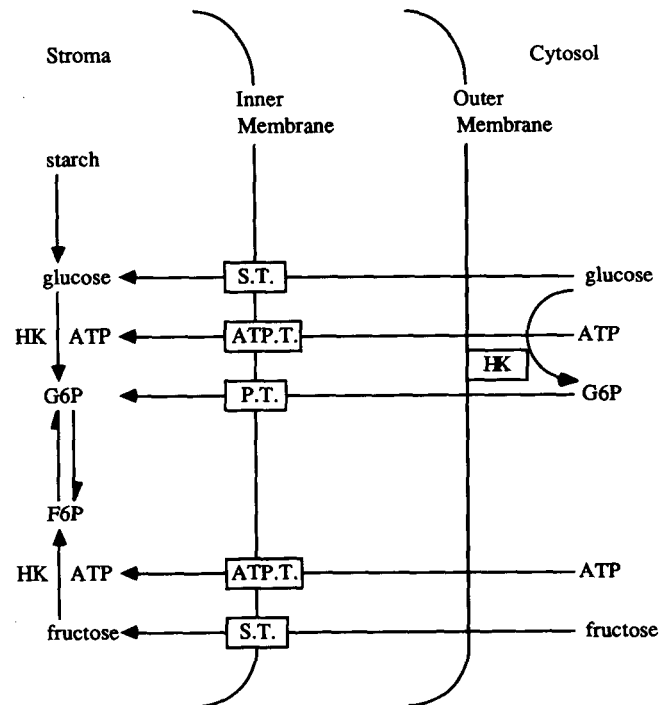 Stroma
Cytosol
Inner
Membrane
Outer
Membrane
starch
glucose
S.T.
glucose
HK ATP
ATP.T.
ATP
HK
G6P
P.T.
G6P
F6P
HK ATP
ATP.T.
ATP
fructose
S.T.
fructose